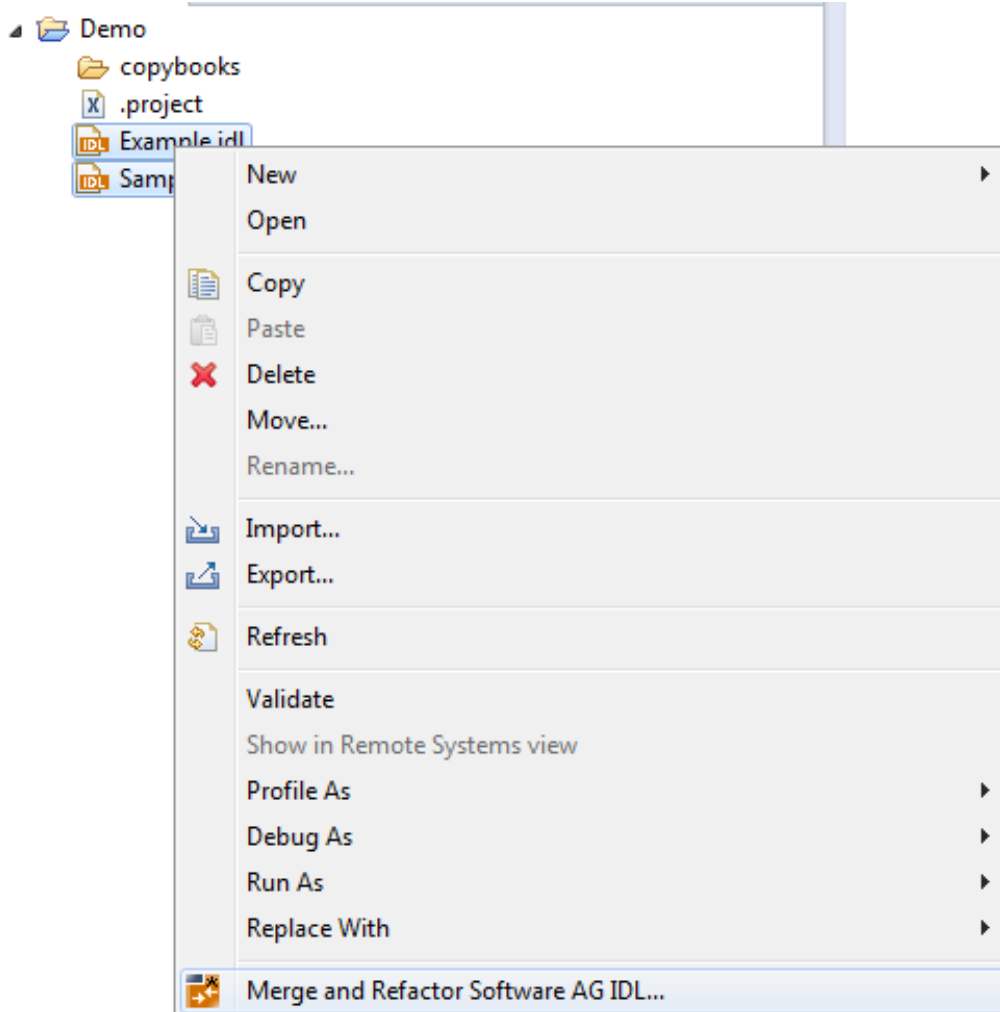 Demo
copybooks
.project
Example.idl
New
Samp
Open
Copy
Paste
Delete
Move...
Rename...
Import...
Export...
Refresh
Validate
Show in Remote Systems view
Profile As
Debug As
Run As
Replace With
Merge and Refactor Software AG IDL...